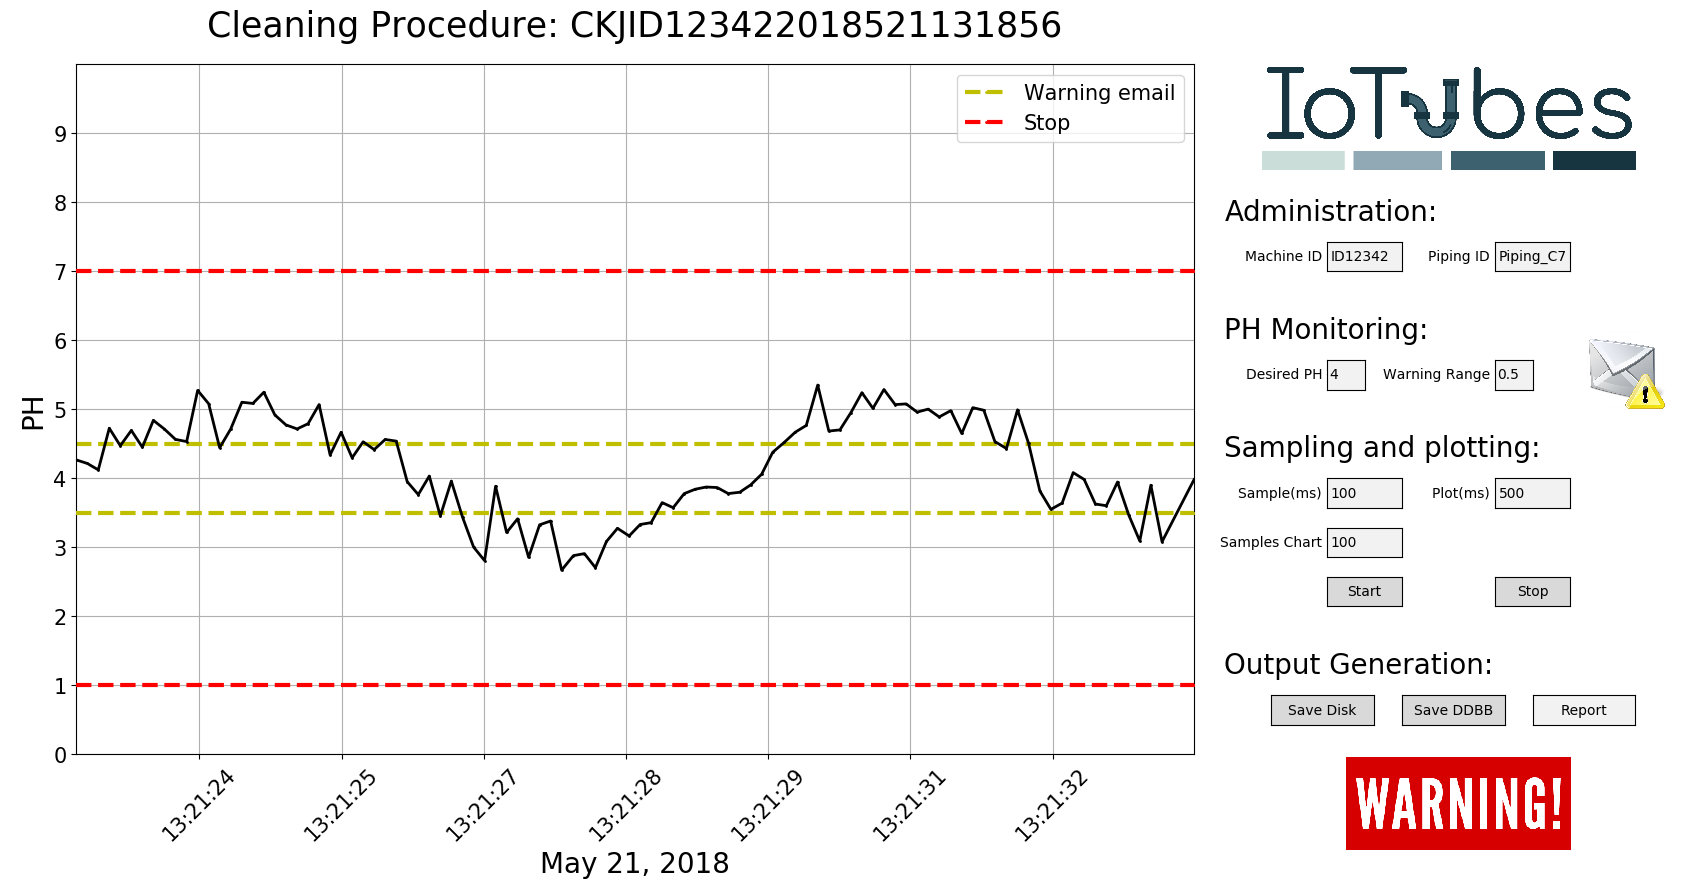 Cleaning Procedure: CKJID123422018521131856
Warning email
Stop
9
8
7
6
5
4
3
2
1
0
PH
13:21:24
13:21:25
13:21:27
13:21:28
13:21:29
13:21:31
13:21:32
May 21, 2018
IoTubes
Administration:
Machine ID ID12342 Piping ID Piping_C7
PH Monitoring:
Desired PH 4 Warning Range 0.5
Sampling and plotting:
Sample(ms) 100 Plot(ms) 500
Samples Chart 100
Start Stop
Output Generation:
Save Disk Save DDBB Report
WARNING!